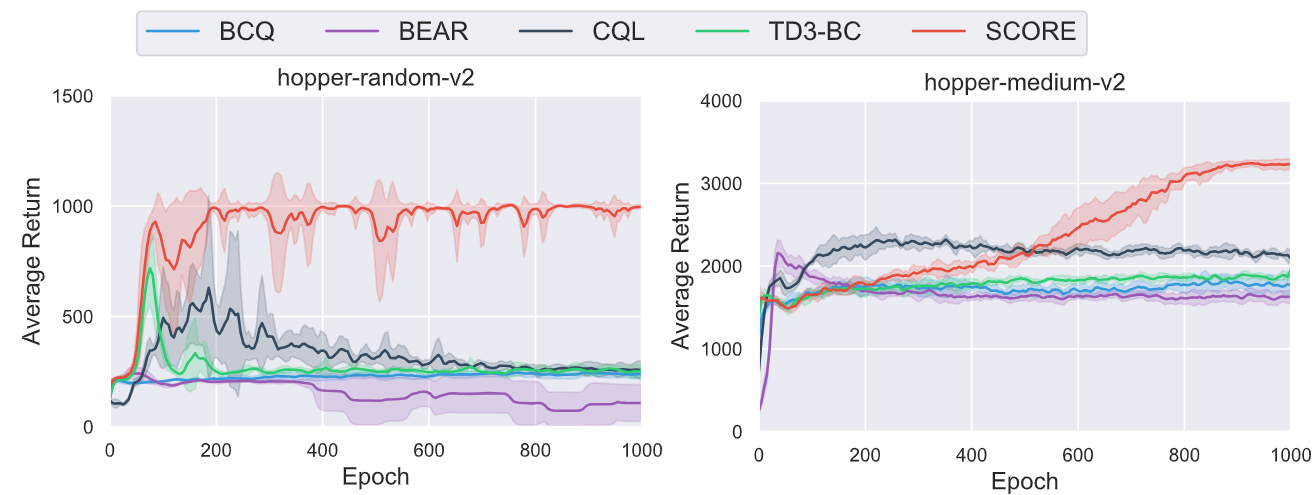 BCQ BEAR CQL TD3-BC SCORE
hopper-random-v2
1500
1000
500
0
0 200 400 600 800 1000
Average Return
Epoch
hopper-medium-v2
4000
3000
2000
1000
0
0 200 400 600 800 1000
Average Return
Epoch